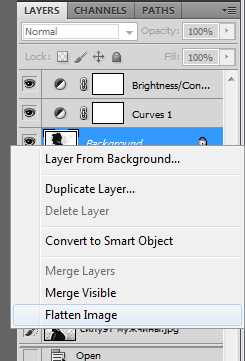 LAYERS CHANNELS PATHS
Normal Opacity: 100%
Lock: Fill: 100%
Brightness/Con...
Curves 1
Background
Layer From Background...
Duplicate Layer...
Delete Layer
Convert to Smart Object
Merge Layers
Merge Visible
Flatten Image
силуэт мужчины.jpg
Open